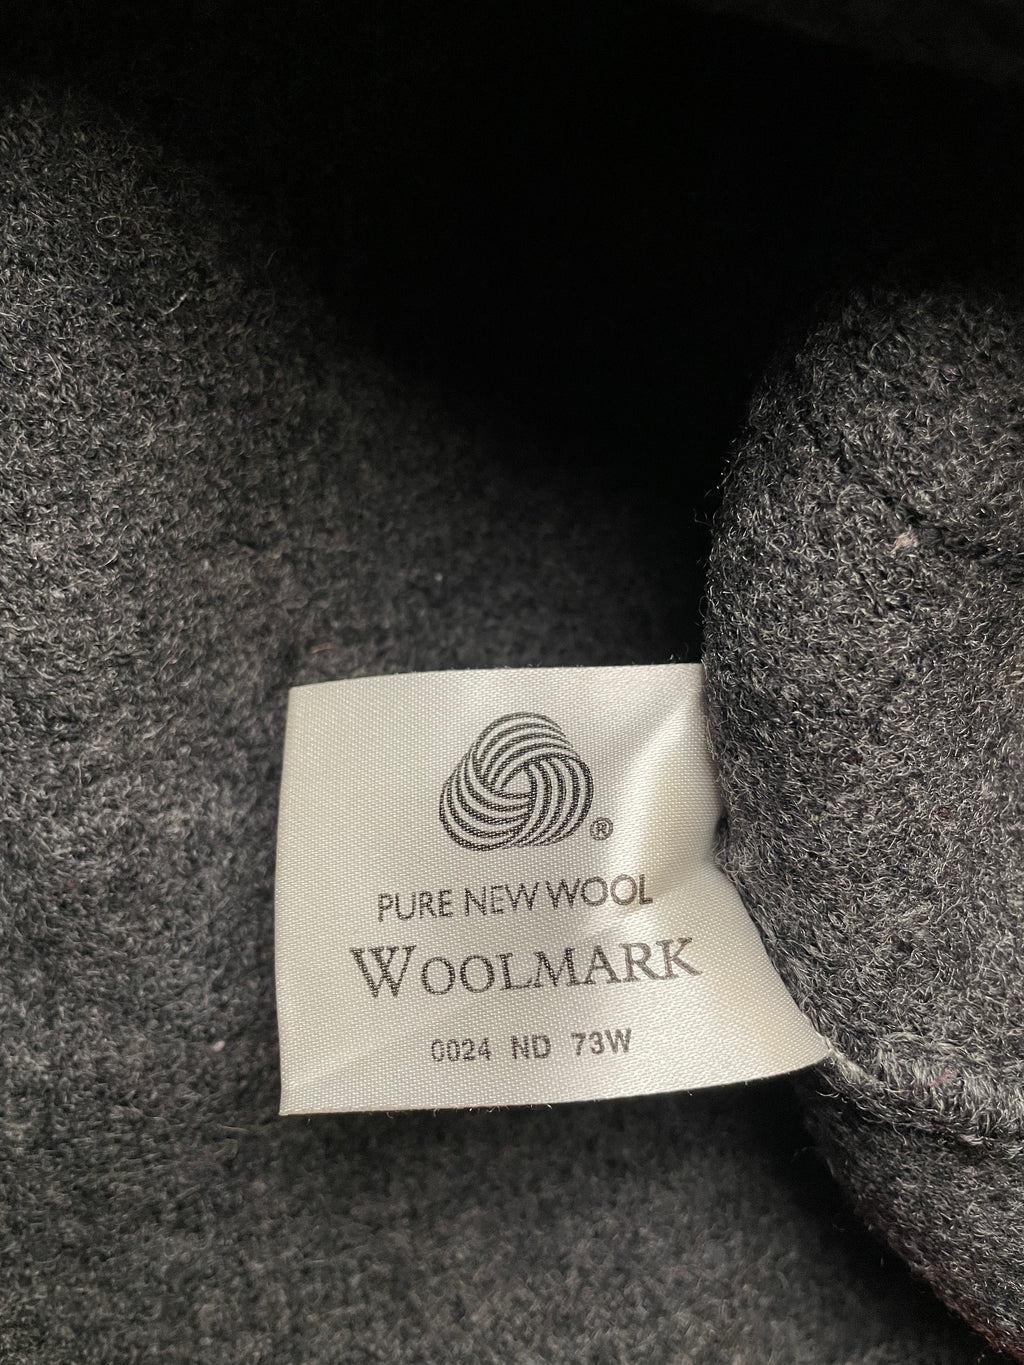 ®
PURE NEW WOOL
WOOLMARK
0024 ND 73W